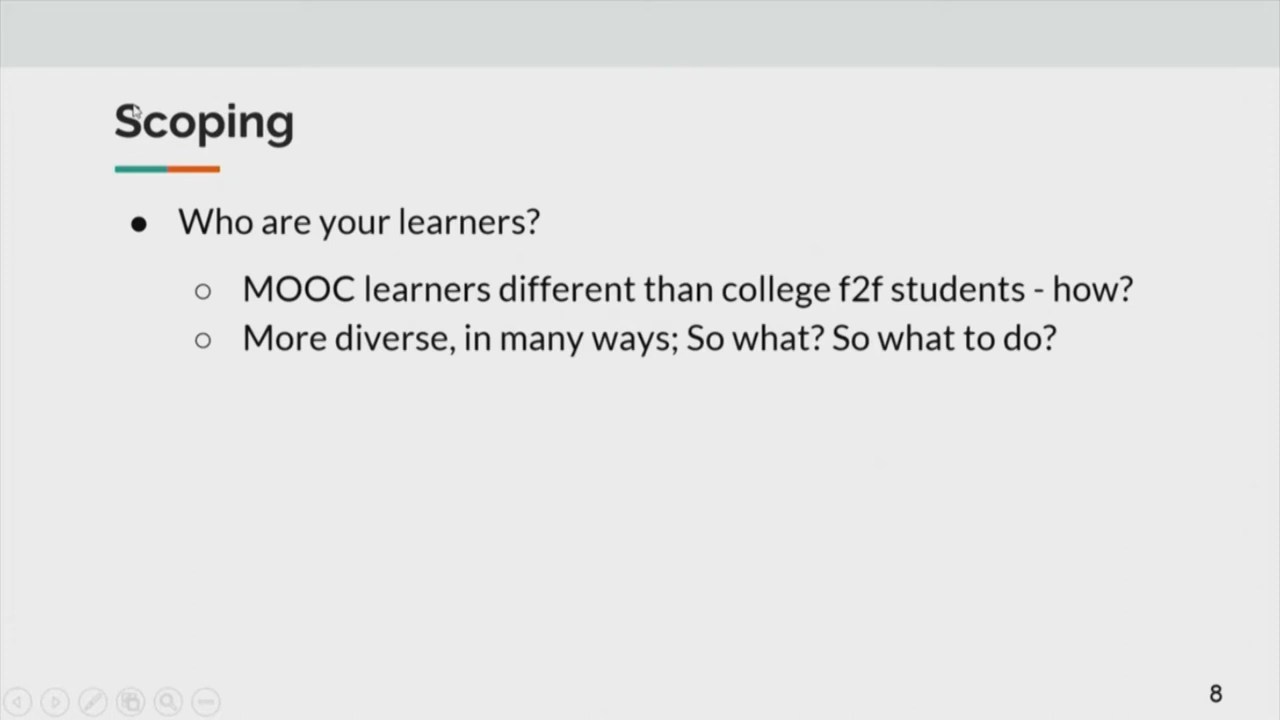 Scoping
● Who are your learners?
○ MOOC learners different than college f2f students - how?
○ More diverse, in many ways; So what? So what to do?
8